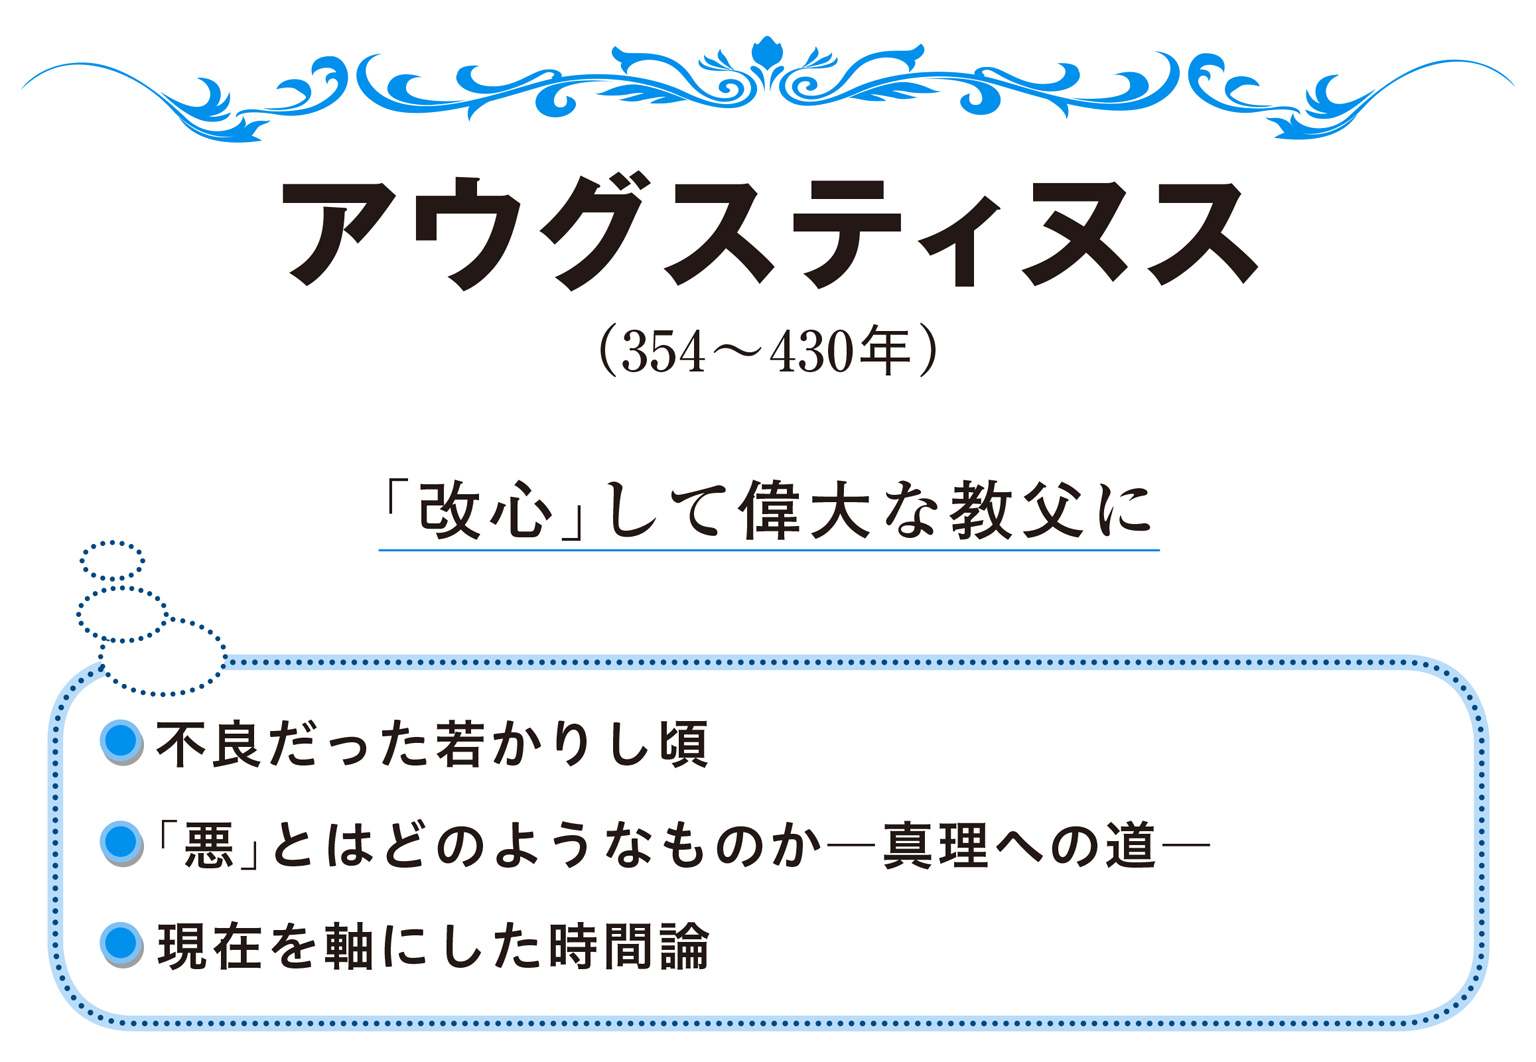 アウグスティヌス
（354～430年）
「改心」して偉大な教父に
不良だった若かりし頃
「悪」とはどのようなものか―真理への道―
現在を軸にした時間論